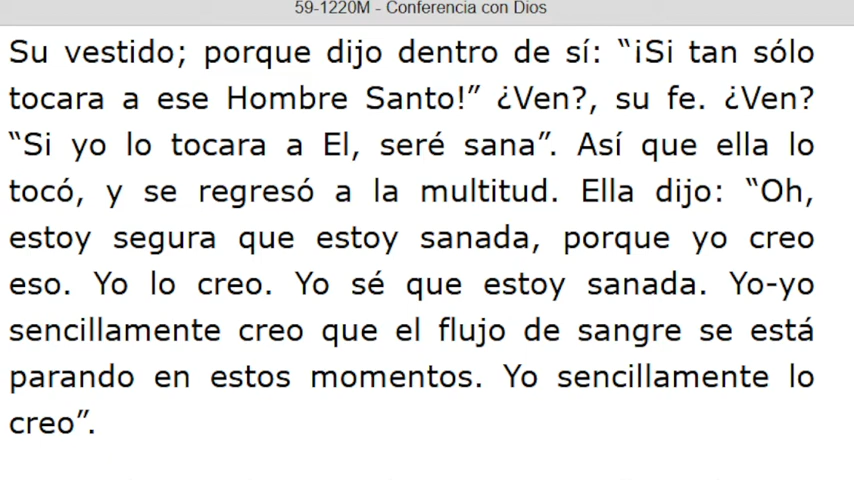 59-1220M - Conferencia con Dios
Su vestido; porque dijo dentro de sí: “¡Si tan sólo
tocara a ese Hombre Santo!” ¿Ven?, su fe. ¿Ven?
“Si yo lo tocara a El, seré sana”. Así que ella lo
tocó, y se regresó a la multitud. Ella dijo: “Oh,
estoy segura que estoy sanada, porque yo creo
eso. Yo lo creo. Yo sé que estoy sanada. Yo-yo
sencillamente creo que el flujo de sangre se está
parando en estos momentos. Yo sencillamente lo
creo”.